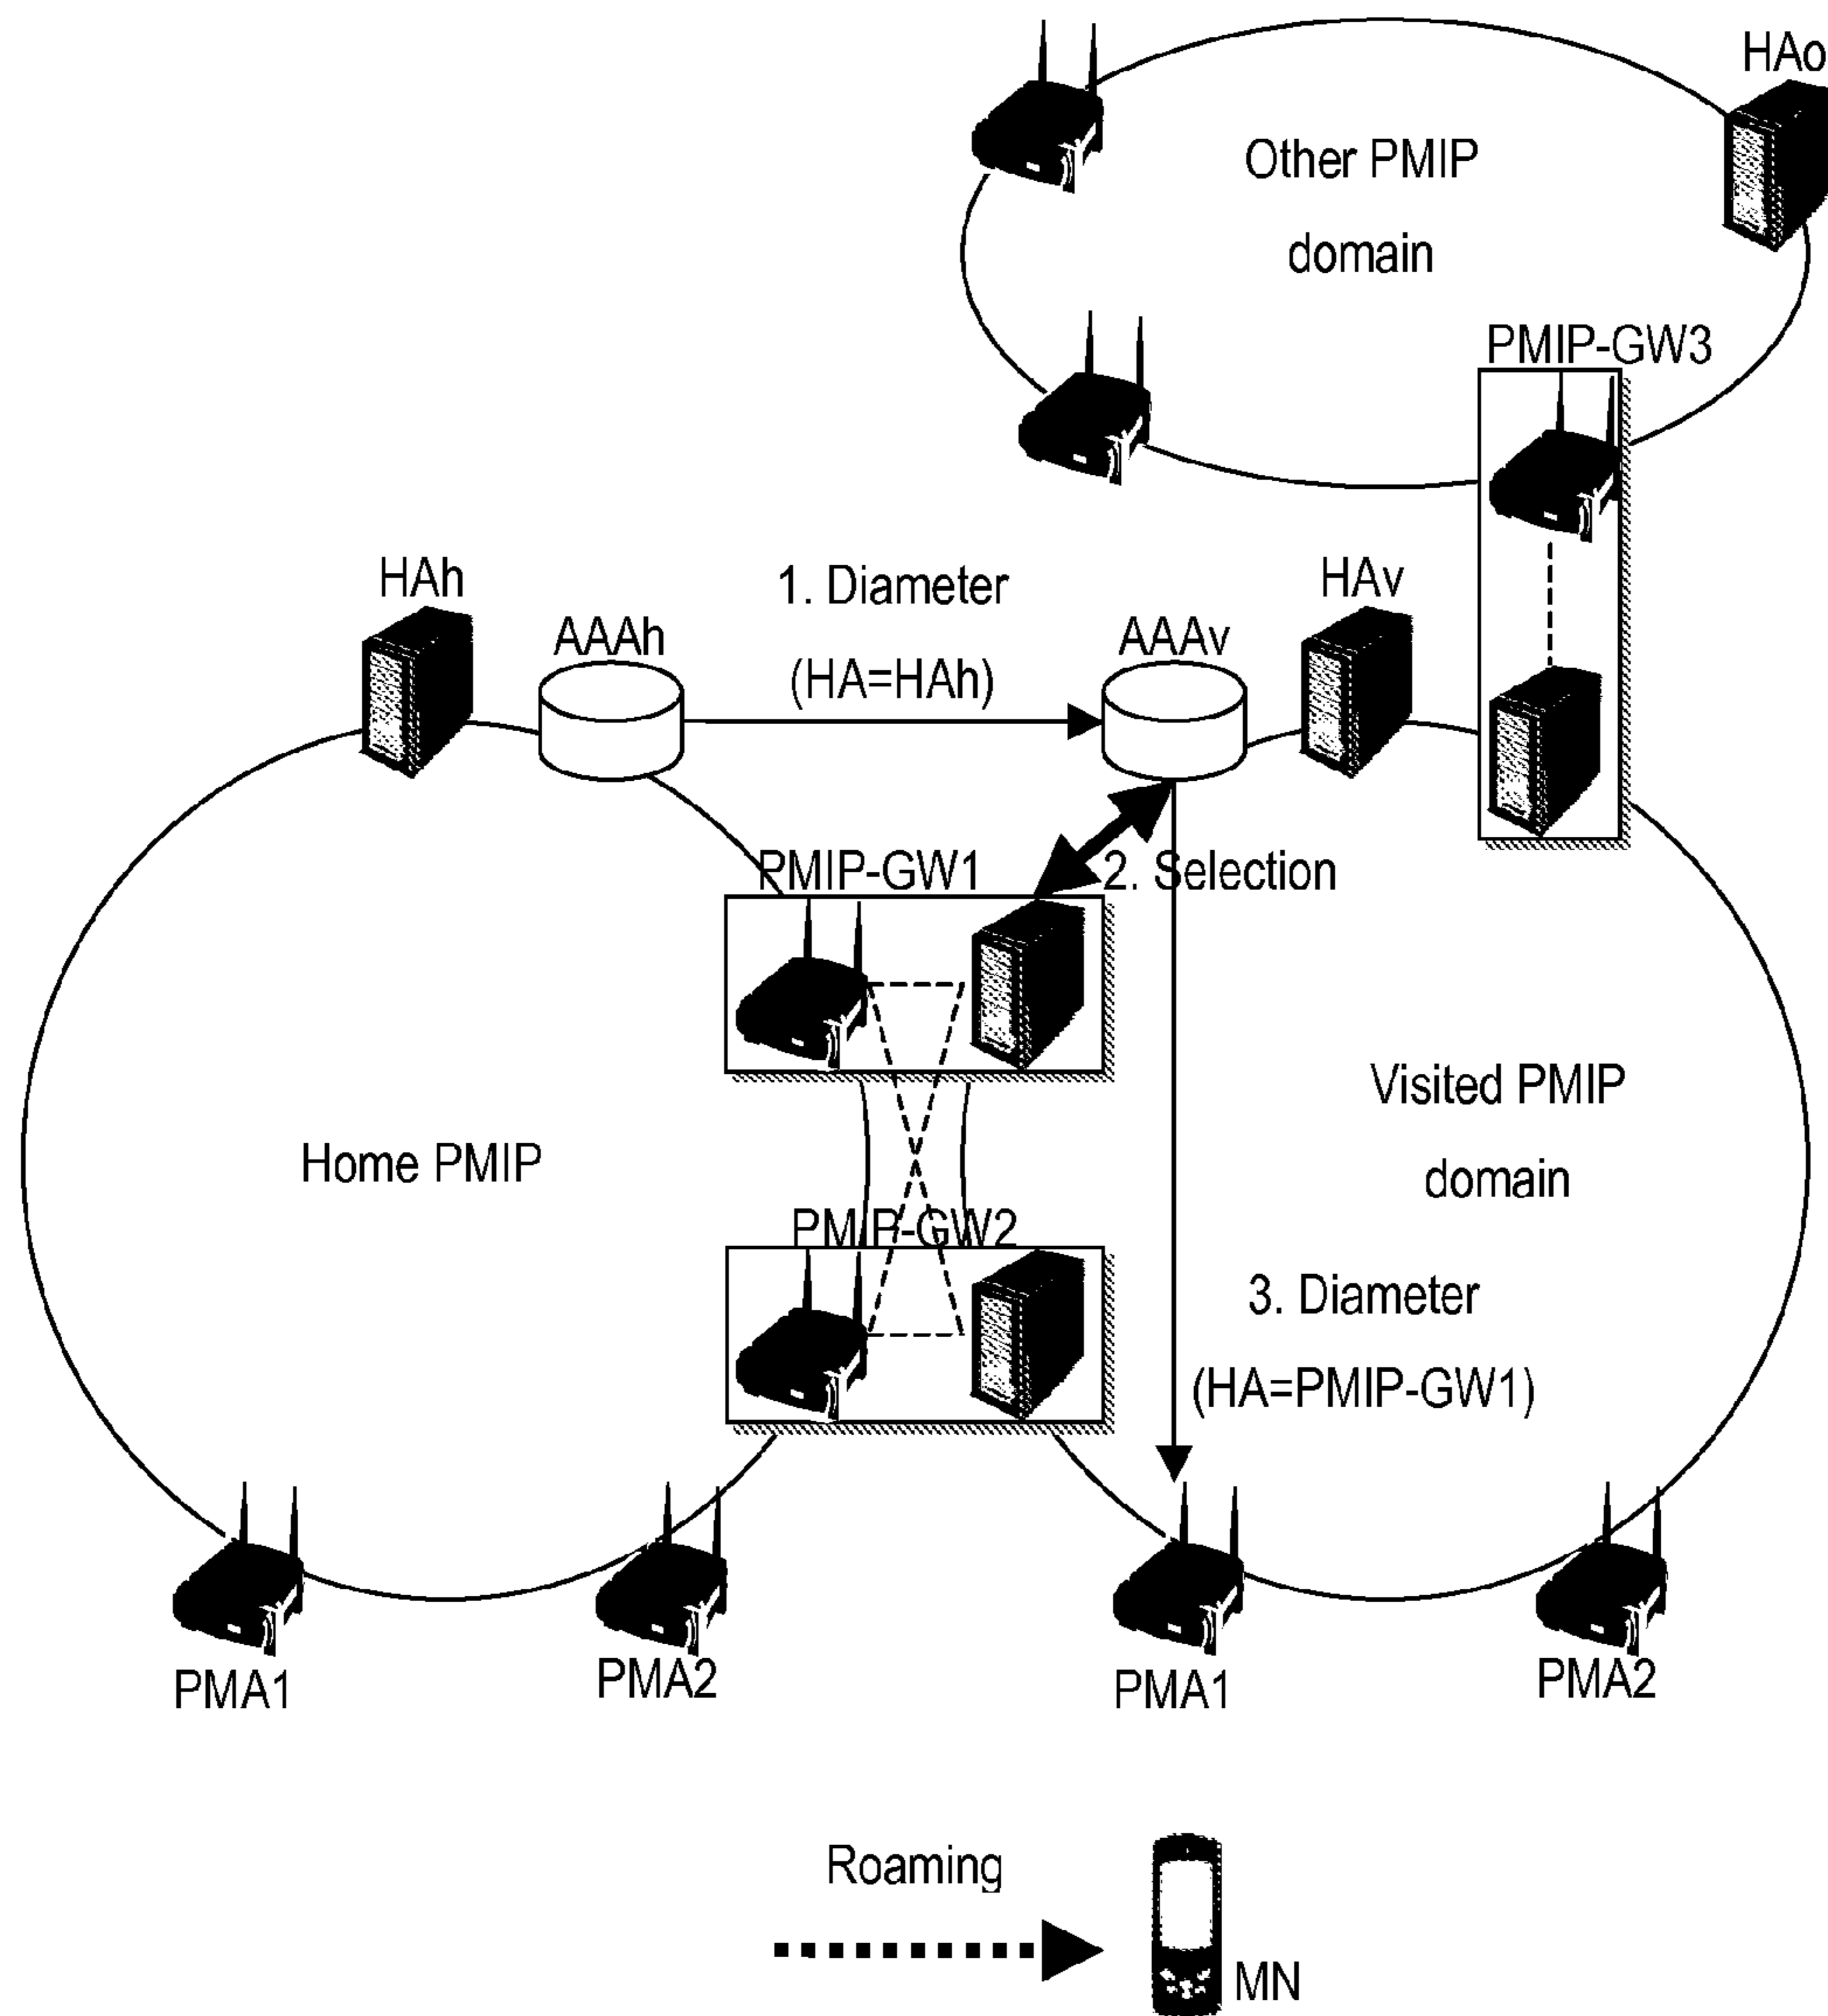 HAo
Other PMIP
domain
PMIP-GW3
HAh
1. Diameter
HAv
AAAh
AAAv
(HA=HAh)
PMIP-GW1
2. Selection
Visited PMIP
Home PMIP
domain
PMIP-GW2
3. Diameter
(HA=PMIP-GW1)
PMA1
PMA2
PMA1
PMA2
Roaming
MN